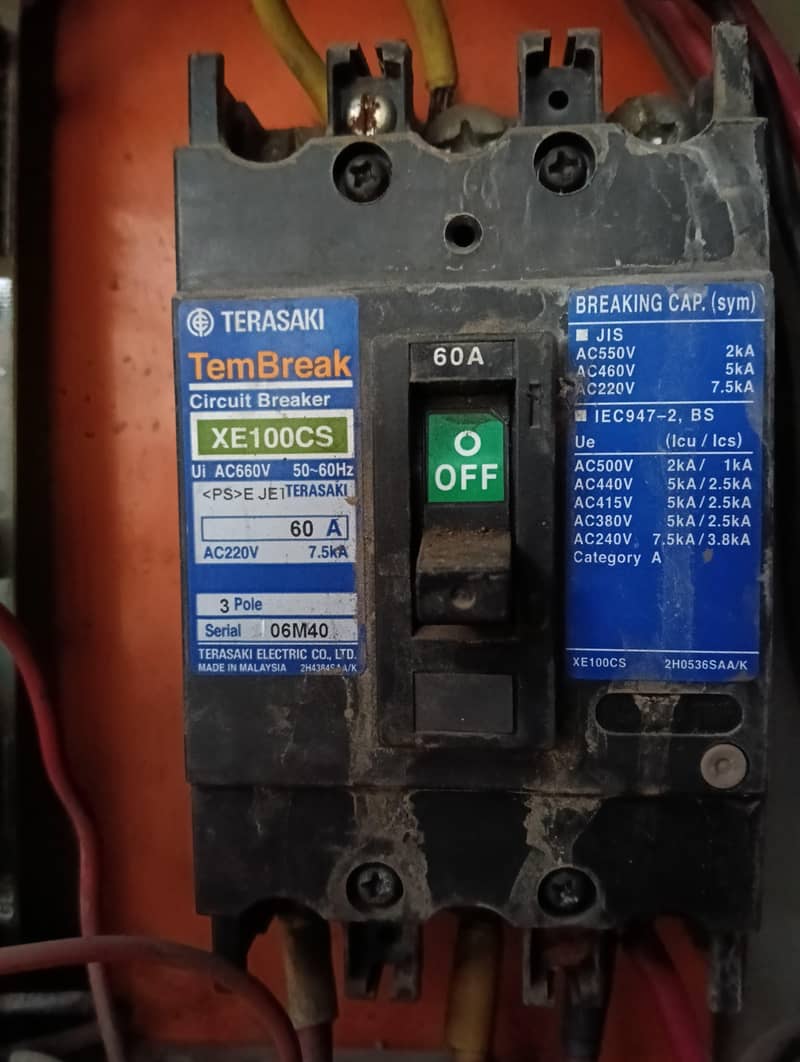 TERASAKI
TemBreak
Circuit Breaker
XE100CS
Ui AC660V 50~60Hz
<PS>E JET TERASAKI
60 A
AC220V 7.5kA
3 Pole
Serial 06M40
TERASAKI ELECTRIC CO., LTD.
MADE IN MALAYSIA 2H4384SAA/K
60A
I
O
OFF
BREAKING CAP. (sym)
JIS
AC550V 2kA
AC460V 5kA
AC220V 7.5kA
IEC947-2, BS
Ue (Icu / Ics)
AC500V 2kA / 1kA
AC440V 5kA / 2.5kA
AC415V 5kA / 2.5kA
AC380V 5kA / 2.5kA
AC240V 7.5kA / 3.8kA
Category A
XE100CS 2H0536SAA/K